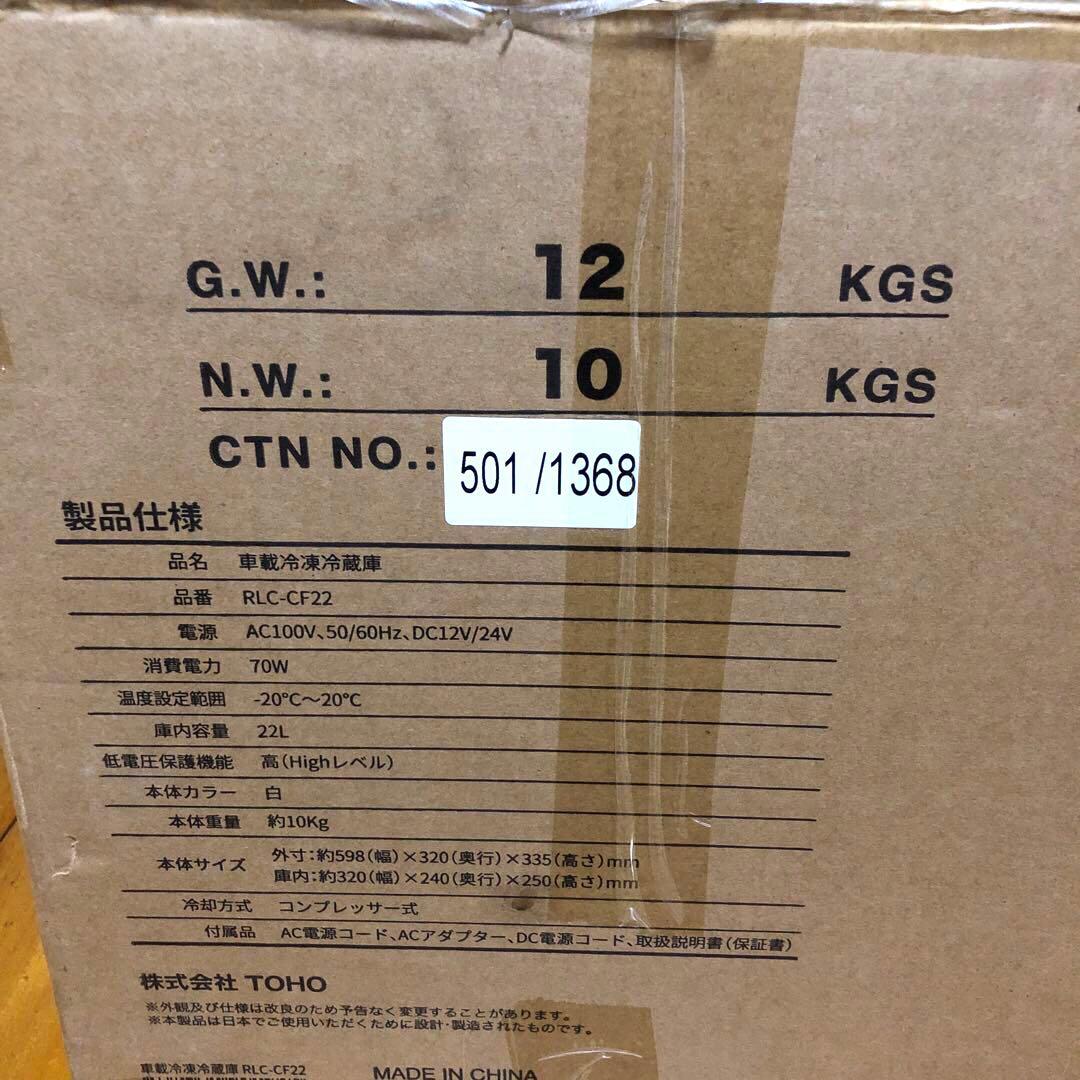 G.W.: 12 KGS
N.W.: 10 KGS
CTN NO.: 501 /1368
製品仕様
品名 車載冷凍冷蔵庫
品番 RLC-CF22
電源 AC100V、50/60Hz、DC12V/24V
消費電力 70W
温度設定範囲 -20℃～20℃
庫内容量 22L
低電圧保護機能 高(Highレベル)
本体カラー 白
本体重量 約10Kg
本体サイズ 外寸:約598(幅)×320(奥行)×335(高さ)mm
庫内:約320(幅)×240(奥行)×250(高さ)mm
冷却方式 コンプレッサー式
付属品 AC電源コード、ACアダプター、DC電源コード、取扱説明書(保証書)
株式会社 TOHO
※外観及び仕様は改良のため予告なく変更することがあります。
※本製品は日本でご使用いただくために設計・製造されたものです。
車載冷凍冷蔵庫 RLC-CF22 MADE IN CHINA